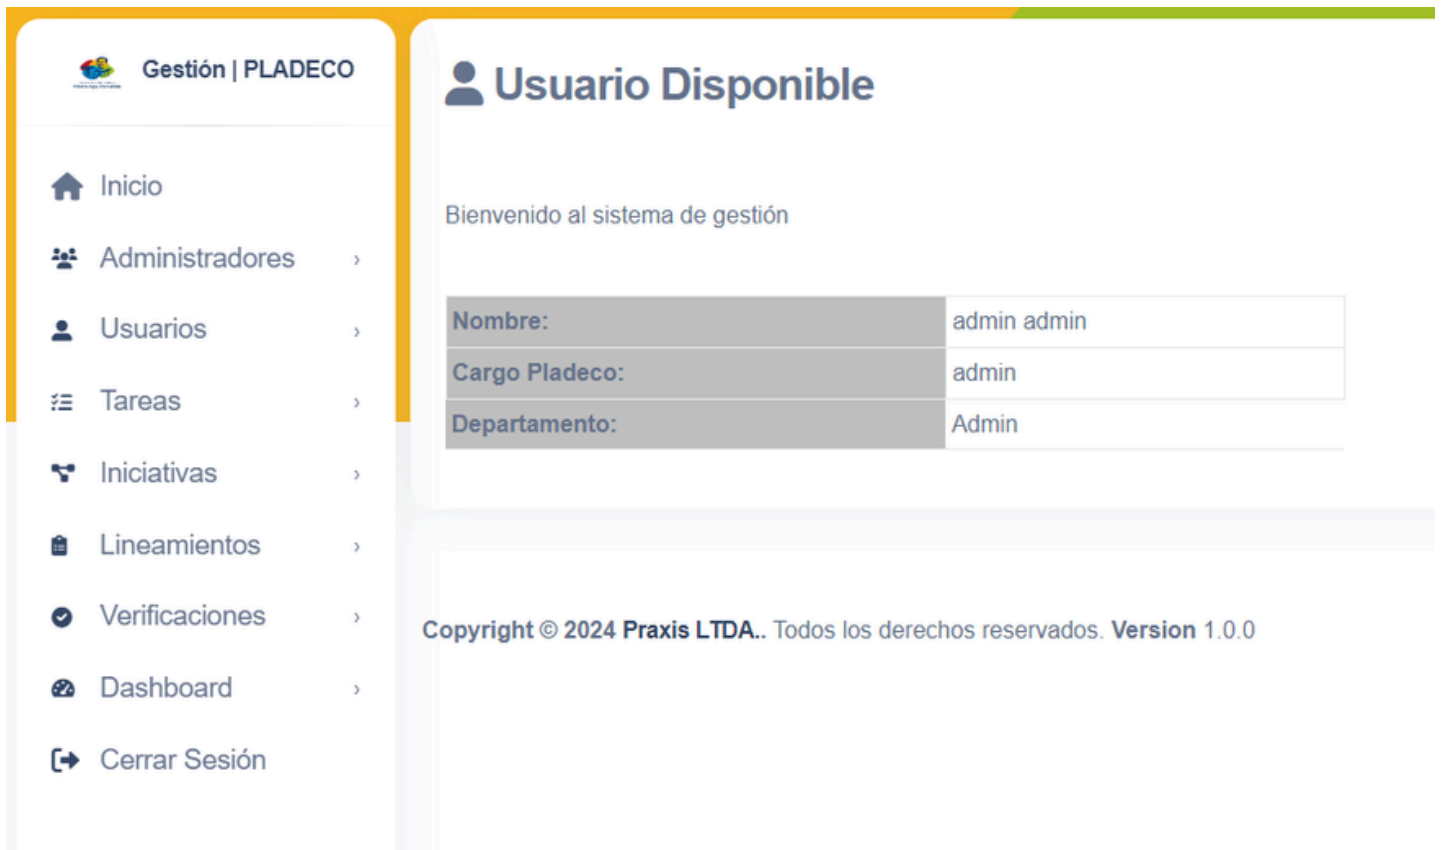 Gestión | PLADECO
Inicio
Administradores
Usuarios
Tareas
Iniciativas
Lineamientos
Verificaciones
Dashboard
Cerrar Sesión
Usuario Disponible
Bienvenido al sistema de gestión
Nombre: admin admin
Cargo Pladeco: admin
Departamento: Admin
Copyright © 2024 Praxis LTDA.. Todos los derechos reservados. Version 1.0.0